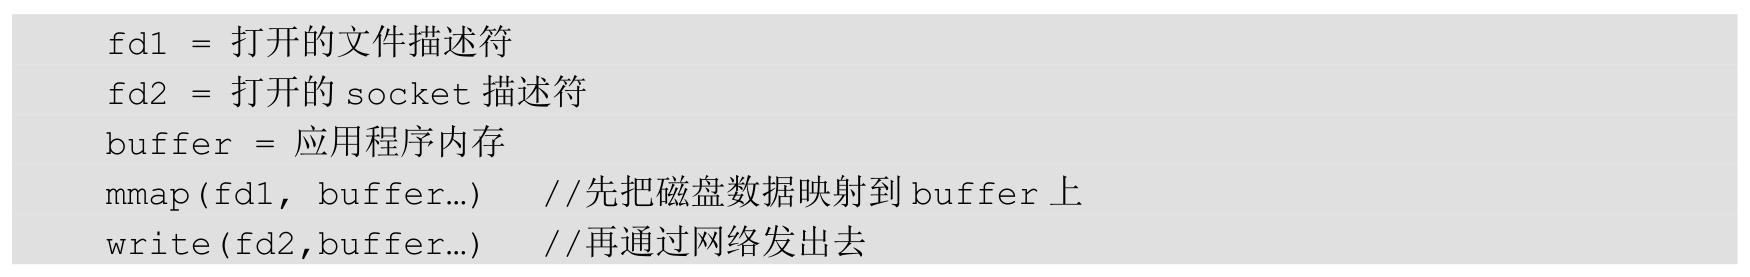 fd1 = 打开的文件描述符
fd2 = 打开的 socket 描述符
buffer = 应用程序内存
mmap(fd1, buffer…) //先把磁盘数据映射到 buffer 上
write(fd2,buffer…) //再通过网络发出去